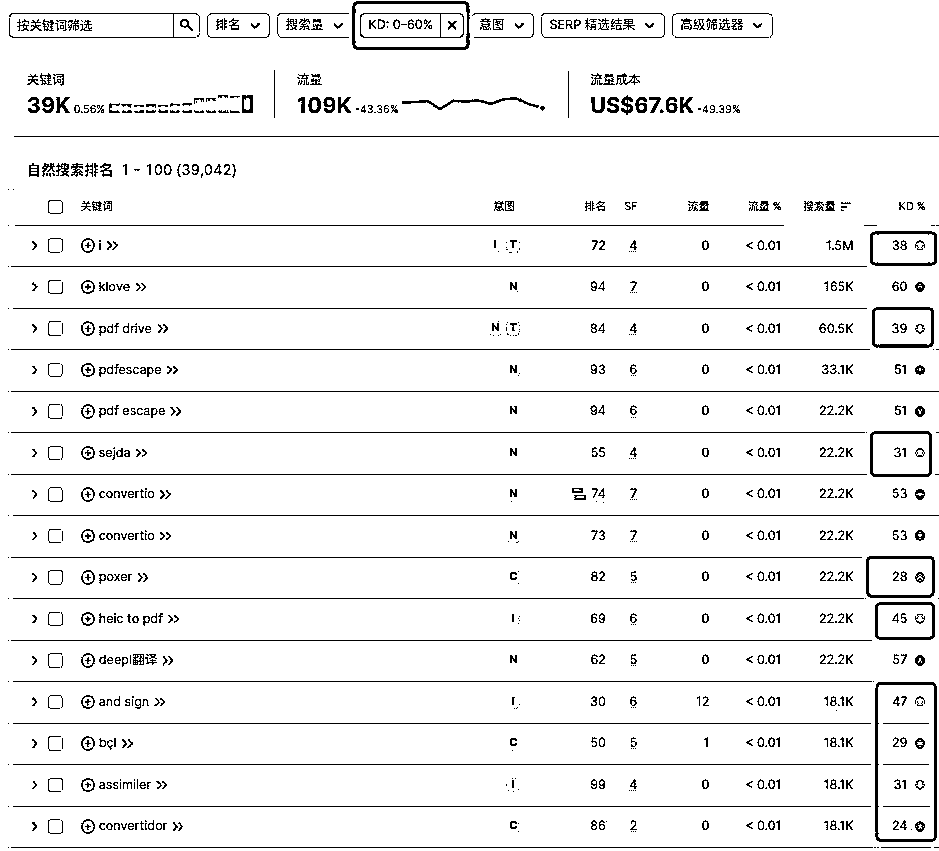 按关键词筛选 排名 搜索量 KD: 0-60% × 意图 SERP 精选结果 高级筛选器
关键词 流量 流量成本
39K 0.56% 109K -43.36% US$67.6K -49.39%
自然搜索排名 1 - 100 (39,042)
关键词 意图 排名 SF 流量 流量 % 搜索量 KD %
i >> I T 72 4 0 < 0.01 1.5M 38
klove >> N 94 7 0 < 0.01 165K 60
pdf drive >> N T 84 4 0 < 0.01 60.5K 39
pdfescape >> N 93 6 0 < 0.01 33.1K 51
pdf escape >> N 94 6 0 < 0.01 22.2K 51
sejda >> N 55 4 0 < 0.01 22.2K 31
convertio >> N 74 7 0 < 0.01 22.2K 53
convertio >> N 73 7 0 < 0.01 22.2K 53
poxer >> C 82 5 0 < 0.01 22.2K 28
heic to pdf >> I 69 6 0 < 0.01 22.2K 45
deepl翻译 >> N 62 5 0 < 0.01 22.2K 57
and sign >> I 30 6 12 < 0.01 18.1K 47
bçl >> C 50 5 1 < 0.01 18.1K 29
assimiler >> I 99 4 0 < 0.01 18.1K 31
convertidor >> C 86 2 0 < 0.01 18.1K 24